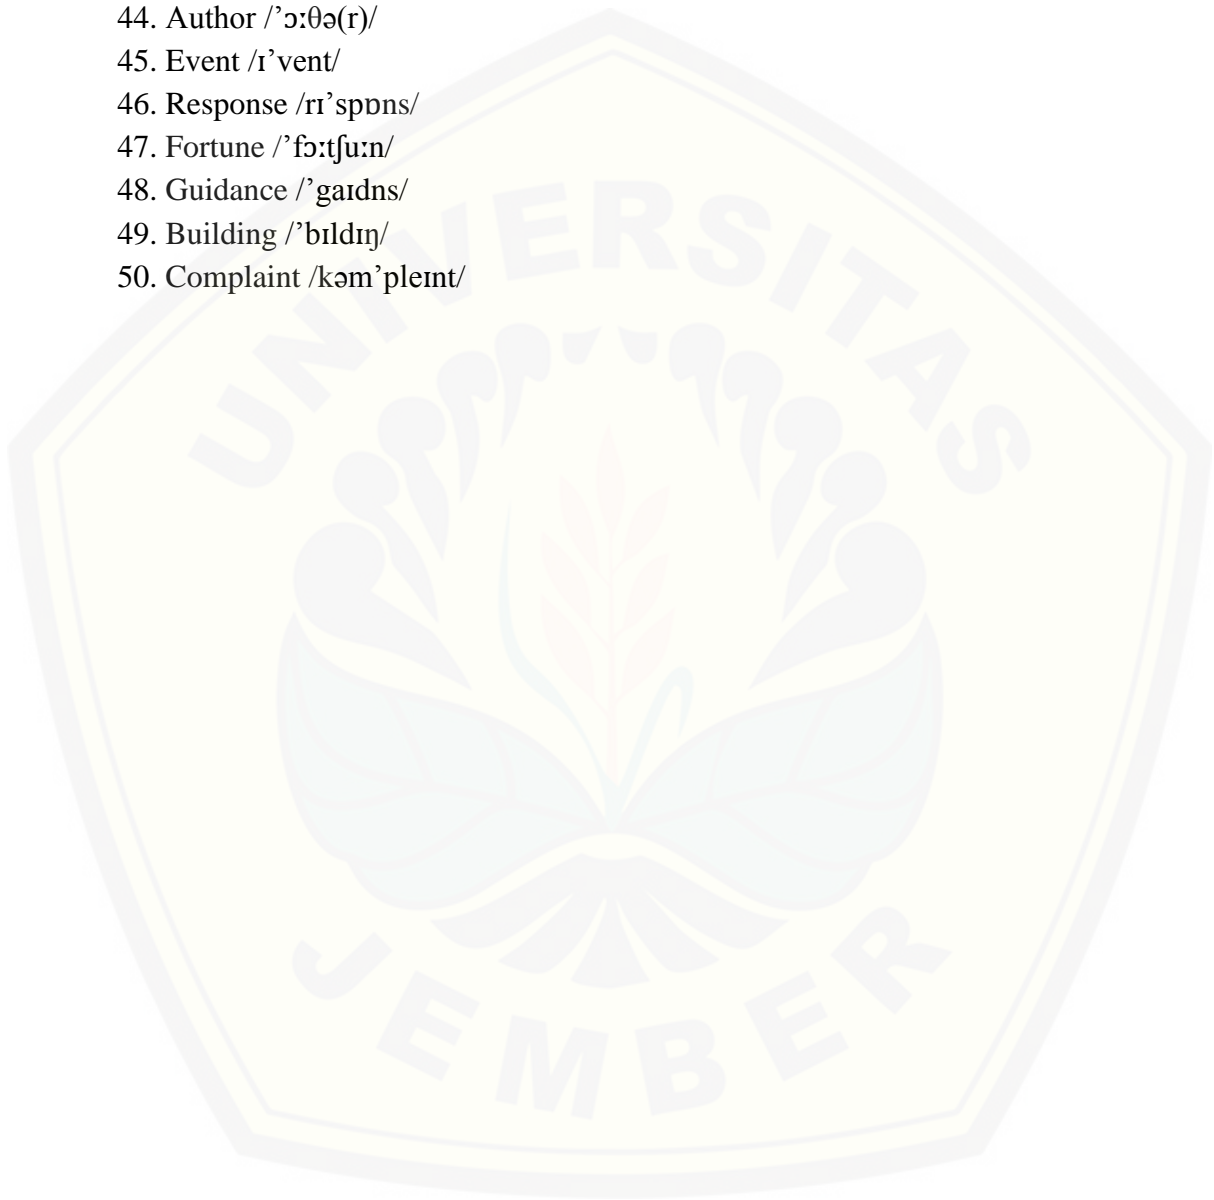 44. Author /’ɔːθə(r)/
45. Event /ɪ’vent/
46. Response /rɪ’spɒns/
47. Fortune /’fɔːtʃuːn/
48. Guidance /’gaɪdns/
49. Building /’bɪldɪŋ/
50. Complaint /kəm’pleɪnt/
UNIVERSITAS
JEMBER